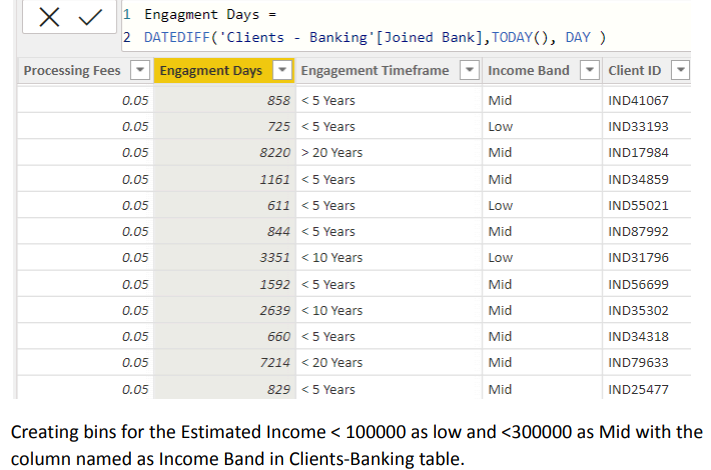 1 Engagment Days =
2 DATEDIFF('Clients - Banking'[Joined Bank],TODAY(), DAY )
Processing Fees Engagment Days Engagement Timeframe Income Band Client ID
0.05 858 < 5 Years Mid IND41067
0.05 725 < 5 Years Low IND33193
0.05 8220 > 20 Years Mid IND17984
0.05 1161 < 5 Years Mid IND34859
0.05 611 < 5 Years Low IND55021
0.05 844 < 5 Years Mid IND87992
0.05 3351 < 10 Years Low IND31796
0.05 1592 < 5 Years Mid IND56699
0.05 2639 < 10 Years Mid IND35302
0.05 660 < 5 Years Mid IND34318
0.05 7214 < 20 Years Mid IND79633
0.05 829 < 5 Years Mid IND25477
Creating bins for the Estimated Income < 100000 as low and <300000 as Mid with the
column named as Income Band in Clients-Banking table.